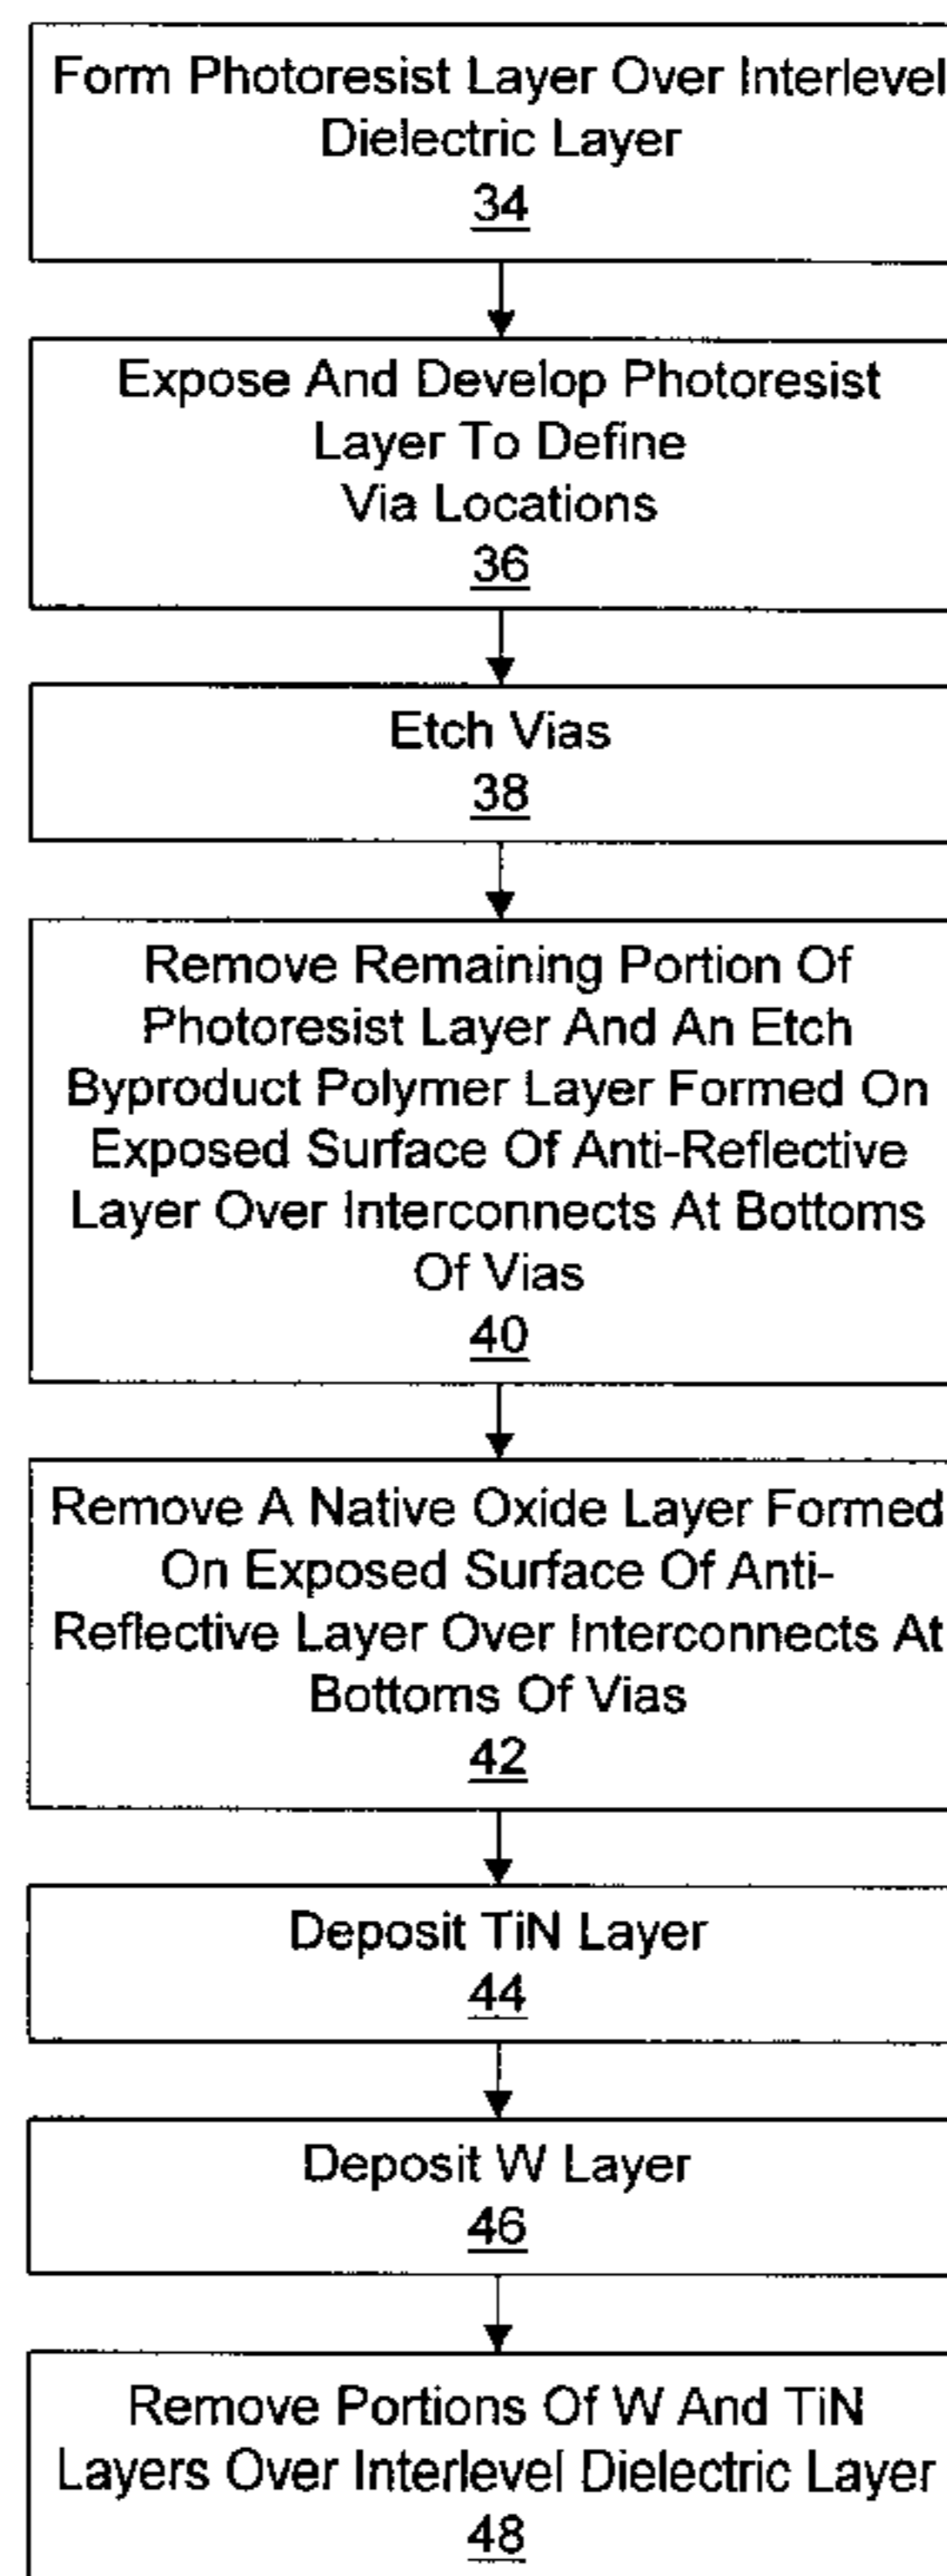 Form Photoresist Layer Over Interlevel
Dielectric Layer
34
Expose And Develop Photoresist
Layer To Define
Via Locations
36
Etch Vias
38
Remove Remaining Portion Of
Photoresist Layer And An Etch
Byproduct Polymer Layer Formed On
Exposed Surface Of Anti-Reflective
Layer Over Interconnects At Bottoms
Of Vias
40
Remove A Native Oxide Layer Formed
On Exposed Surface Of Anti-
Reflective Layer Over Interconnects At
Bottoms Of Vias
42
Deposit TiN Layer
44
Deposit W Layer
46
Remove Portions Of W And TiN
Layers Over Interlevel Dielectric Layer
48